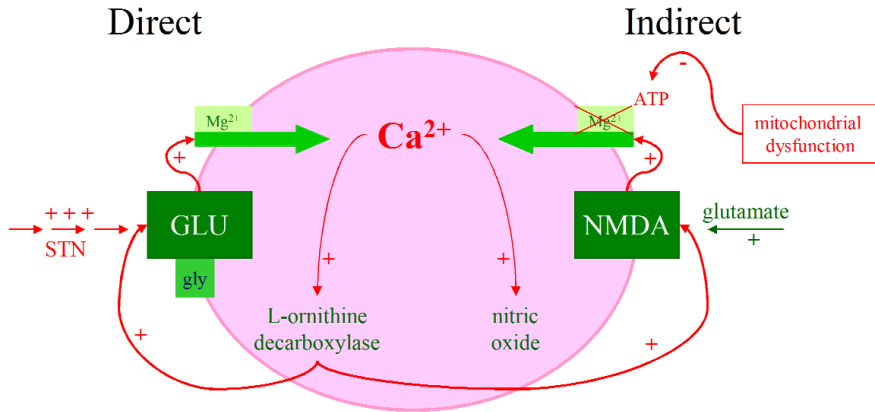 Direct
Indirect
-
ATP
Mg²⁺
Ca²⁺
Mg²⁺
mitochondrial
dysfunction
+
+
+ + +
STN
GLU
NMDA
glutamate
+
gly
+
+
L-ornithine
decarboxylase
nitric
oxide
+
+